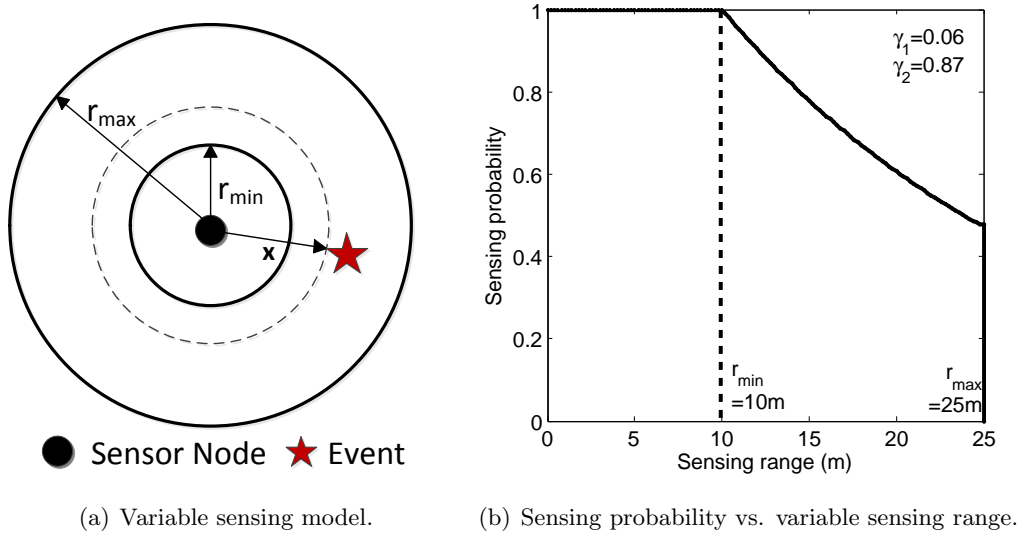 r_max
r_min
x
Sensor Node
Event
(a) Variable sensing model.
1
0.8
0.6
0.4
0.2
0
Sensing probability
γ_1=0.06
γ_2=0.87
r_min
=10m
r_max
=25m
0 5 10 15 20 25
Sensing range (m)
(b) Sensing probability vs. variable sensing range.